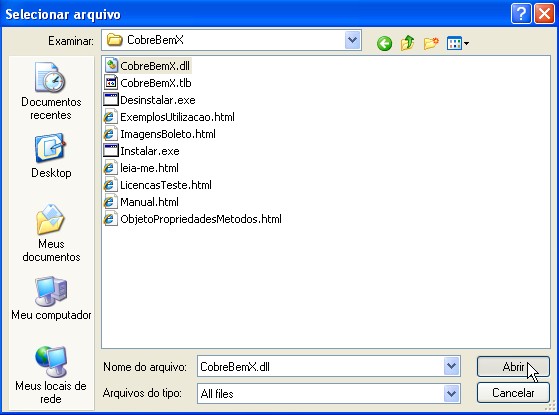 Selecionar arquivo
Examinar: CobreBemX
Documentos
recentes
Desktop
Meus
documentos
Meu computador
Meus locais de
rede
CobreBemX.dll
CobreBemX.tlb
Desinstalar.exe
ExemplosUtilizacao.html
ImagensBoleto.html
Instalar.exe
leia-me.html
LicencasTeste.html
Manual.html
ObjetoPropriedadesMetodos.html
Nome do arquivo: CobreBemX.dll Abrir
Arquivos do tipo: All files Cancelar